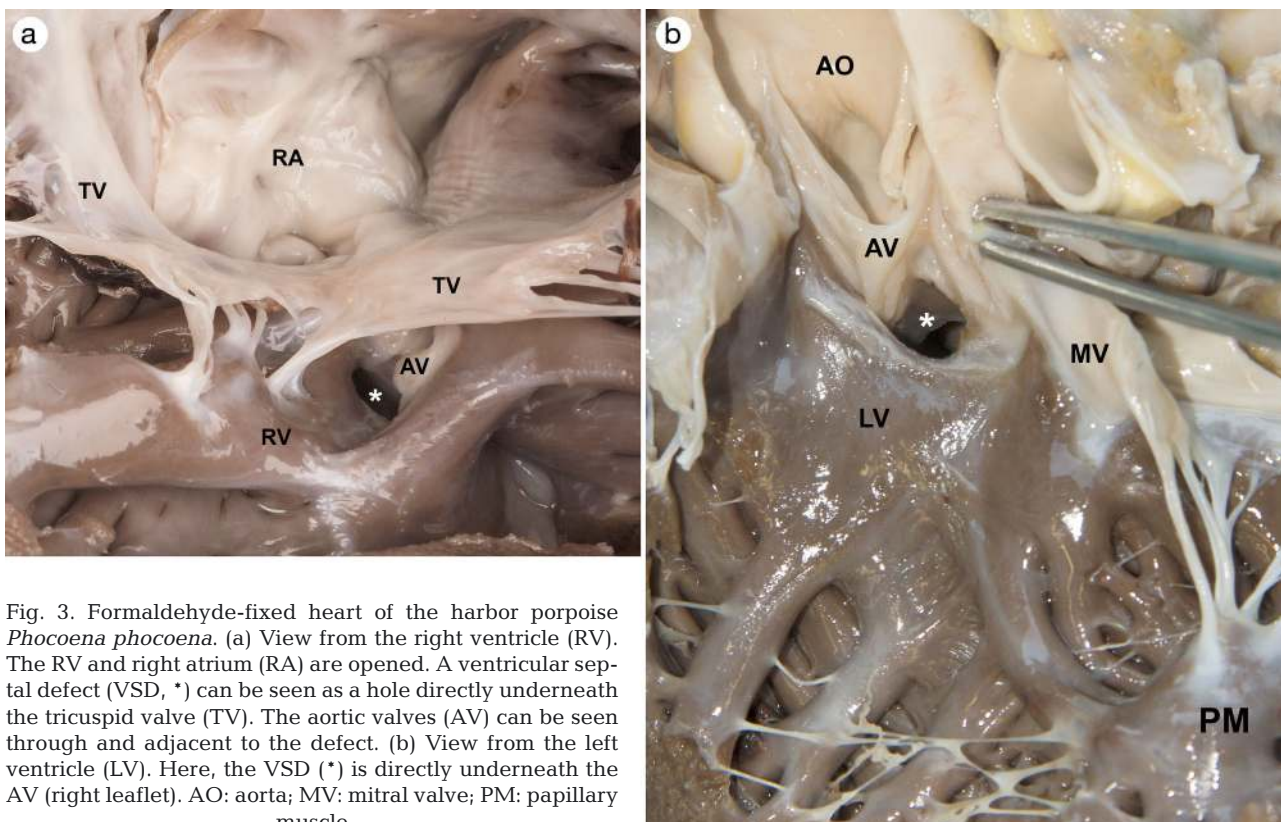 a
RA
TV
TV
AV
*
RV
b
AO
AV
*
MV
LV
PM
Fig. 3. Formaldehyde-fixed heart of the harbor porpoise
Phocoena phocoena. (a) View from the right ventricle (RV).
The RV and right atrium (RA) are opened. A ventricular sep-
tal defect (VSD, *) can be seen as a hole directly underneath
the tricuspid valve (TV). The aortic valves (AV) can be seen
through and adjacent to the defect. (b) View from the left
ventricle (LV). Here, the VSD (*) is directly underneath the
AV (right leaflet). AO: aorta; MV: mitral valve; PM: papillary
muscle